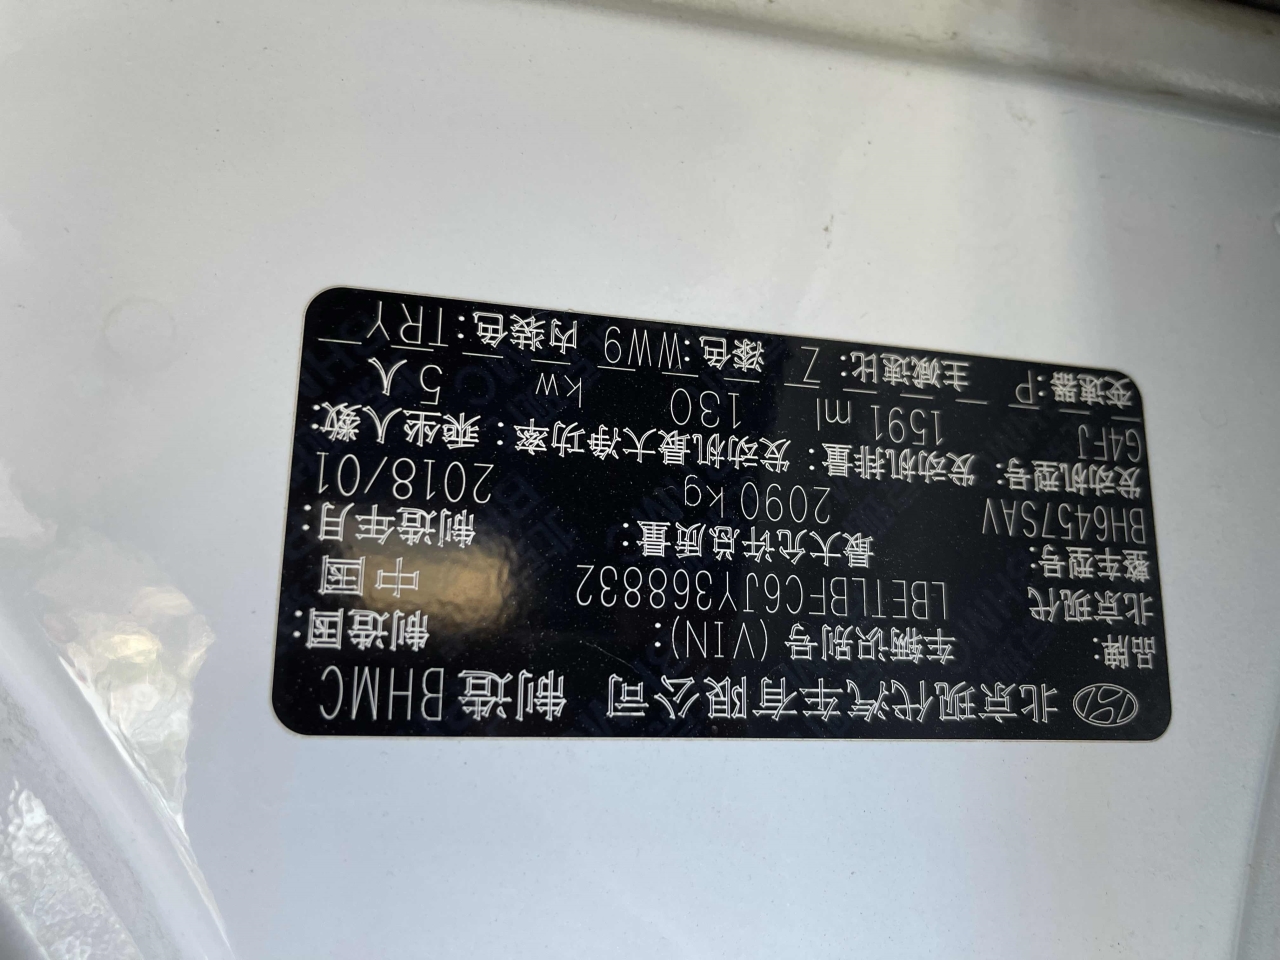 北京现代汽车有限公司 制造 BHMC
品牌: 车辆识别号 (VIN): 制造国:
北京现代 LBETLBFC6JY368832 中国
整车型号: 最大允许总质量: 制造年月:
BH6457SAV 2090 kg 2018/01
发动机型号: 发动机排量: 发动机最大净功率: 乘坐人数:
G4FJ 1591 ml 130 kw 5 人
变速器: P 主减速比: Z 涂色: WW9 内装色: TRY